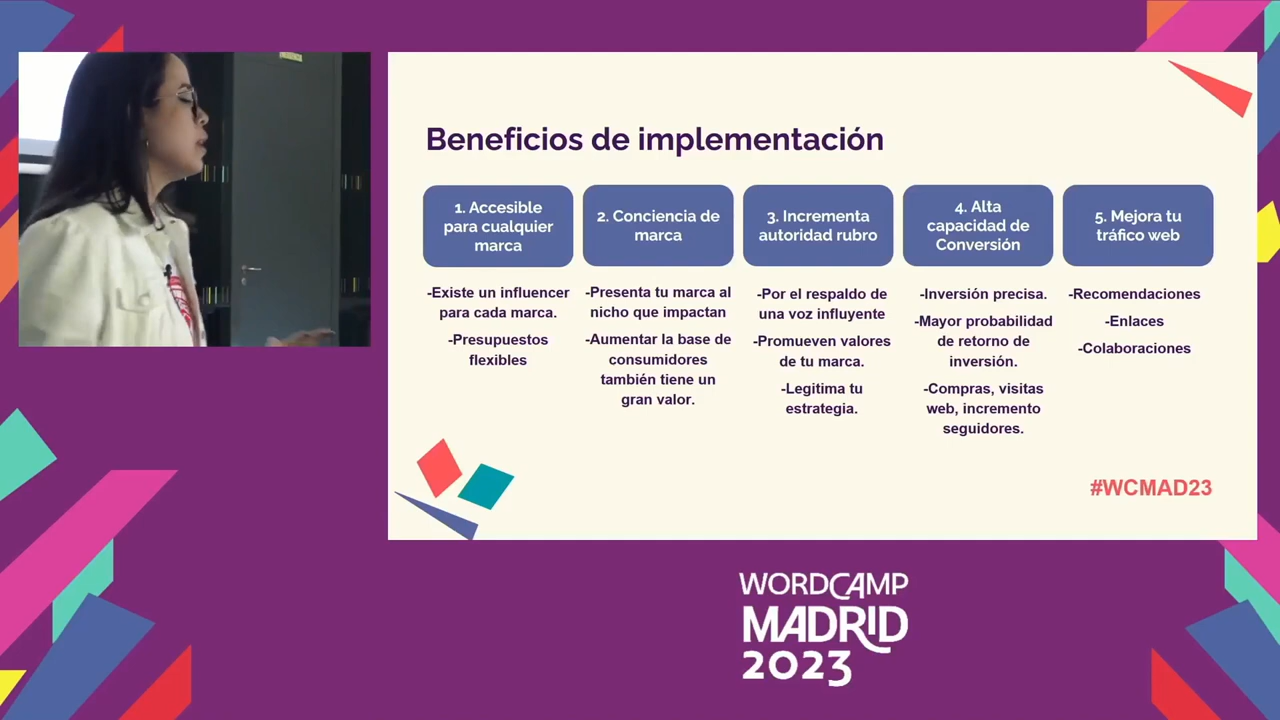 Beneficios de implementación
1. Accesible
para cualquier
marca
-Existe un influencer
para cada marca.
-Presupuestos
flexibles
2. Conciencia de
marca
-Presenta tu marca al
nicho que impactan
-Aumentar la base de
consumidores
también tiene un
gran valor.
3. Incrementa
autoridad rubro
-Por el respaldo de
una voz influyente
-Promueven valores
de tu marca.
-Legitima tu
estrategia.
4. Alta
capacidad de
Conversión
-Inversión precisa.
-Mayor probabilidad
de retorno de
inversión.
-Compras, visitas
web, incremento
seguidores.
5. Mejora tu
tráfico web
-Recomendaciones
-Enlaces
-Colaboraciones
#WCMAD23
WORDCAMP
MADRID
2023